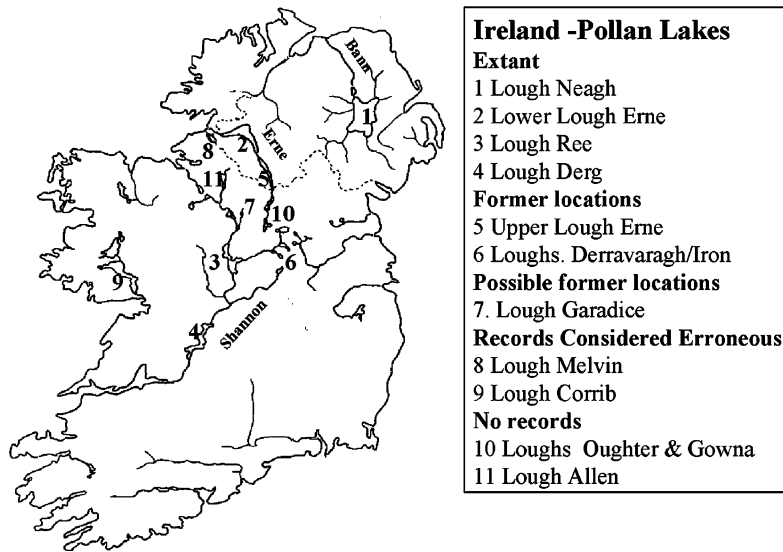 Bann
1
2
Erne
8
11
5
7
10
3
6
9
4
Shannon
Ireland -Pollan Lakes
Extant
1 Lough Neagh
2 Lower Lough Erne
3 Lough Ree
4 Lough Derg
Former locations
5 Upper Lough Erne
6 Loughs. Derravaragh/Iron
Possible former locations
7. Lough Garadice
Records Considered Erroneous
8 Lough Melvin
9 Lough Corrib
No records
10 Loughs Oughter & Gowna
11 Lough Allen